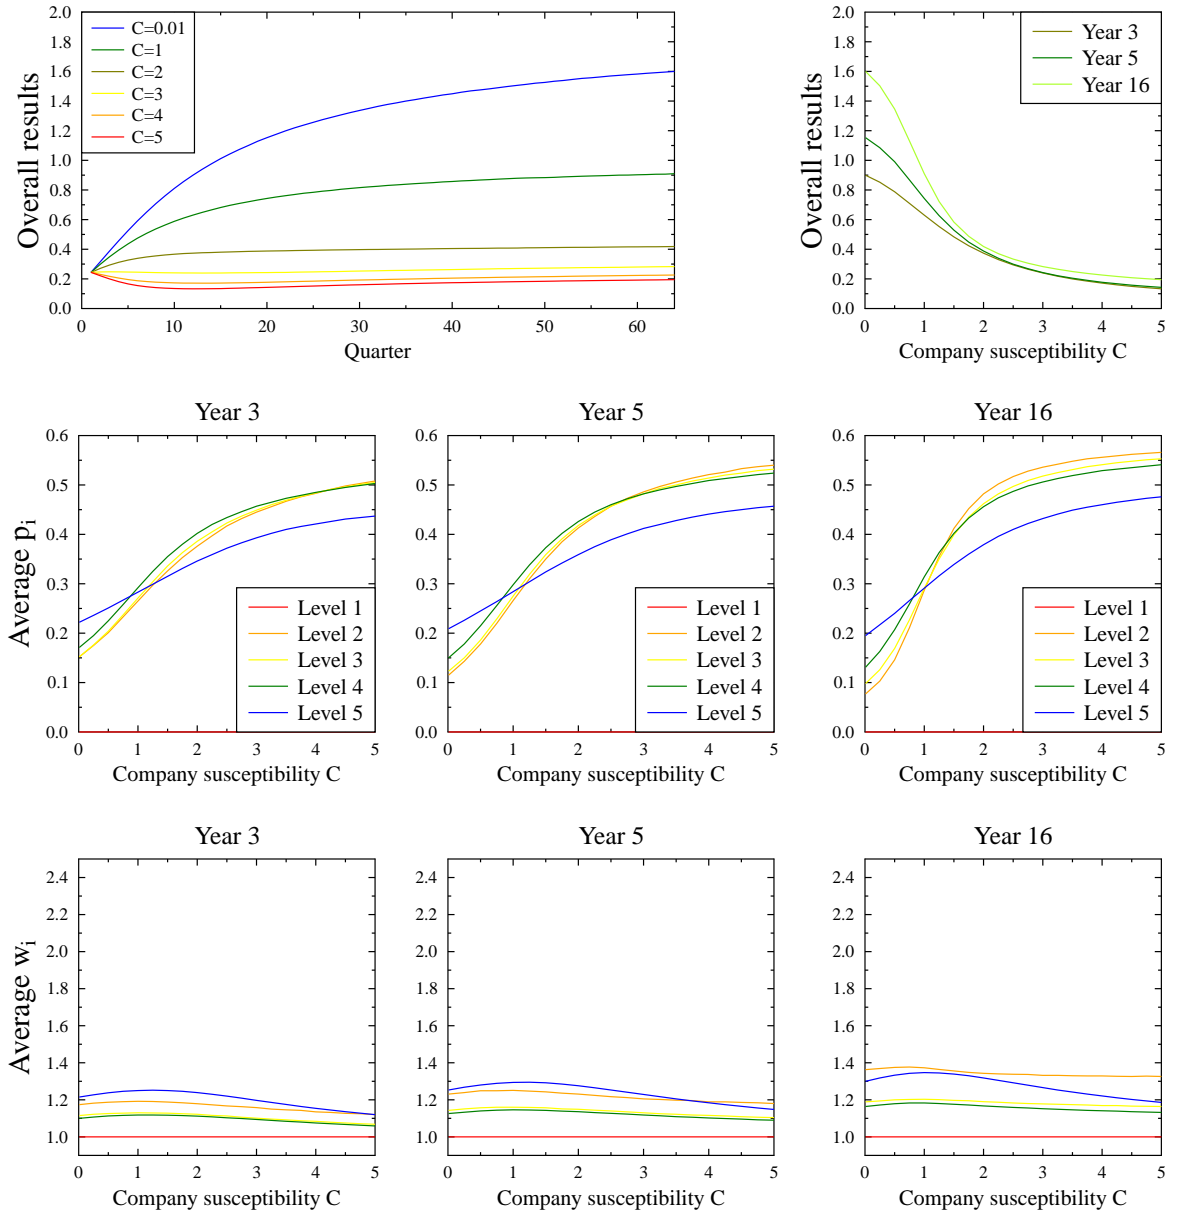 Overall results
2.0
1.8
1.6
1.4
1.2
1.0
0.8
0.6
0.4
0.2
0.0
C=0.01
C=1
C=2
C=3
C=4
C=5
0 10 20 30 40 50 60
Quarter
Overall results
2.0
1.8
1.6
1.4
1.2
1.0
0.8
0.6
0.4
0.2
0.0
Year 3
Year 5
Year 16
0 1 2 3 4 5
Company susceptibility C
Year 3
Average pi
0.6
0.5
0.4
0.3
0.2
0.1
0.0
Level 1
Level 2
Level 3
Level 4
Level 5
0 1 2 3 4 5
Company susceptibility C
Year 5
0.6
0.5
0.4
0.3
0.2
0.1
0.0
Level 1
Level 2
Level 3
Level 4
Level 5
0 1 2 3 4 5
Company susceptibility C
Year 16
0.6
0.5
0.4
0.3
0.2
0.1
0.0
Level 1
Level 2
Level 3
Level 4
Level 5
0 1 2 3 4 5
Company susceptibility C
Year 3
Average wi
2.4
2.2
2.0
1.8
1.6
1.4
1.2
1.0
0 1 2 3 4 5
Company susceptibility C
Year 5
2.4
2.2
2.0
1.8
1.6
1.4
1.2
1.0
0 1 2 3 4 5
Company susceptibility C
Year 16
2.4
2.2
2.0
1.8
1.6
1.4
1.2
1.0
0 1 2 3 4 5
Company susceptibility C